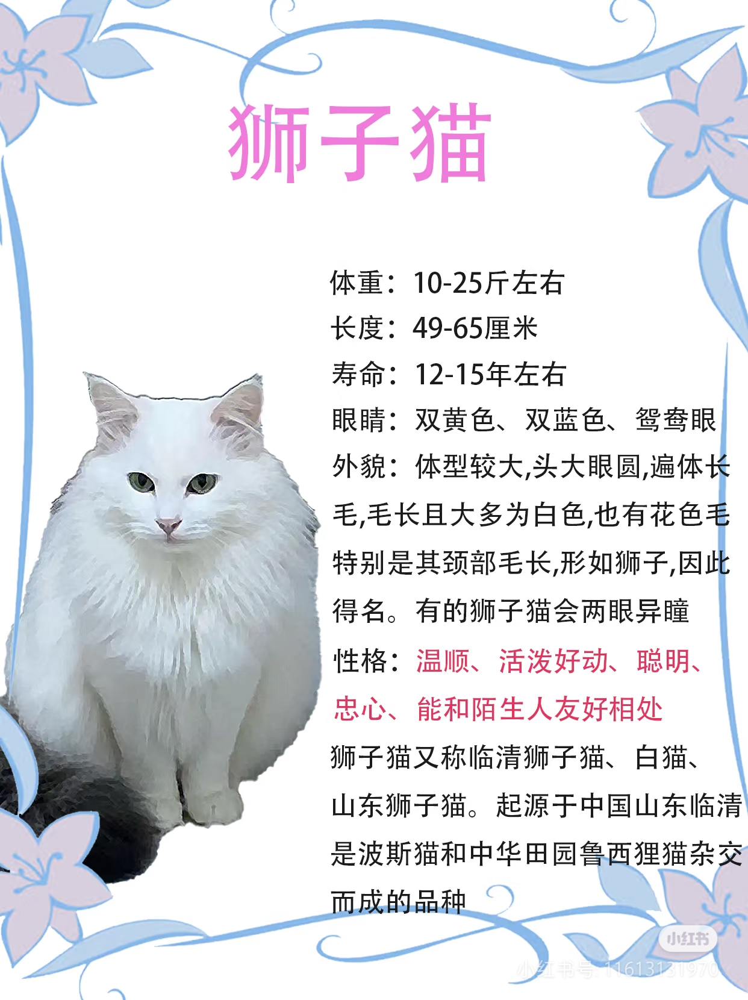 狮子猫
体重：10-25斤左右
长度：49-65厘米
寿命：12-15年左右
眼睛：双黄色、双蓝色、鸳鸯眼
外貌：体型较大,头大眼圆,遍体长
毛,毛长且大多为白色,也有花色毛
特别是其颈部毛长,形如狮子,因此
得名。有的狮子猫会两眼异瞳
性格：温顺、活泼好动、聪明、
忠心、能和陌生人友好相处
狮子猫又称临清狮子猫、白猫、
山东狮子猫。起源于中国山东临清
是波斯猫和中华田园鲁西狸猫杂交
而成的品种
小红书
小红书号: 11613131970